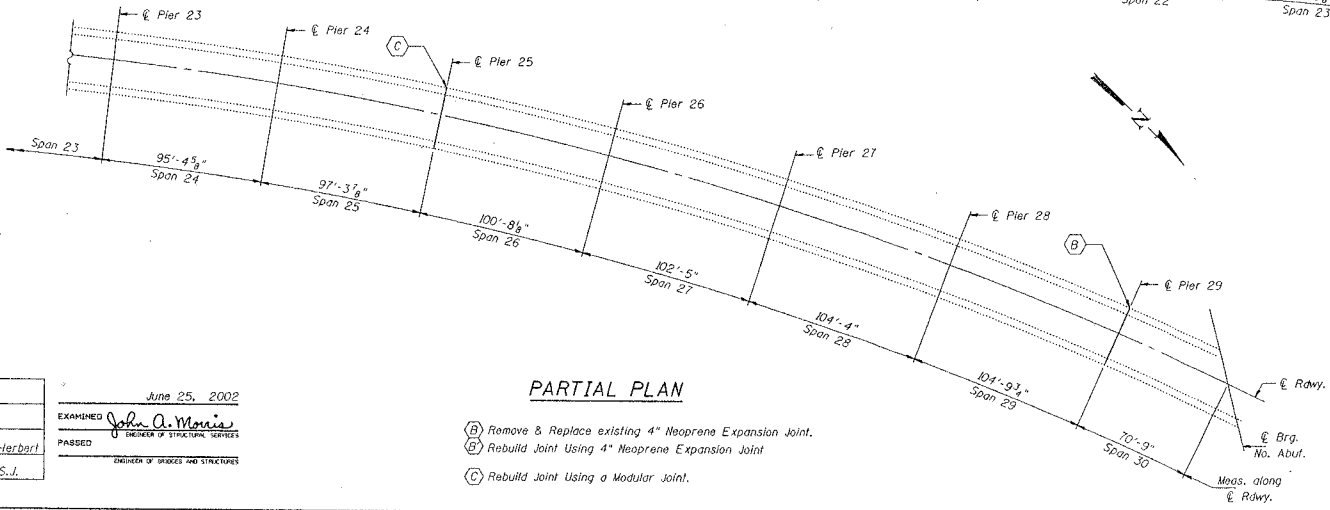 Span 22
Span 23
℄ Pier 23
℄ Pier 24
C
℄ Pier 25
℄ Pier 26
℄ Pier 27
℄ Pier 28
B
℄ Pier 29
N
Span 23
95'-4⅝"
Span 24
97'-3⅞"
Span 25
100'-8⅛"
Span 26
102'-5"
Span 27
104'-4"
Span 28
104'-9¾"
Span 29
70'-9"
Span 30
℄ Rdwy.
℄ Brg.
No. Abut.
Meas. along
℄ Rdwy.
PARTIAL PLAN
B Remove & Replace existing 4" Neoprene Expansion Joint.
B' Rebuild Joint Using 4" Neoprene Expansion Joint
C Rebuild Joint Using a Modular Joint.
June 25, 2002
EXAMINED John A. Morris
ENGINEER OF STRUCTURAL SERVICES
PASSED
ENGINEER OF BRIDGES AND STRUCTURES
Herbert
S.J.